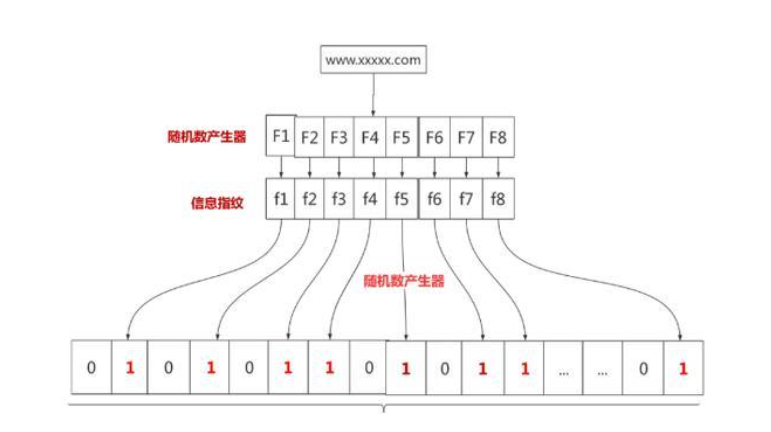 www.xxxxx.com
随机数产生器 F1 F2 F3 F4 F5 F6 F7 F8
信息指纹 f1 f2 f3 f4 f5 f6 f7 f8
随机数产生器
0 1 0 1 0 1 1 0 1 0 1 1 ... ... 0 1